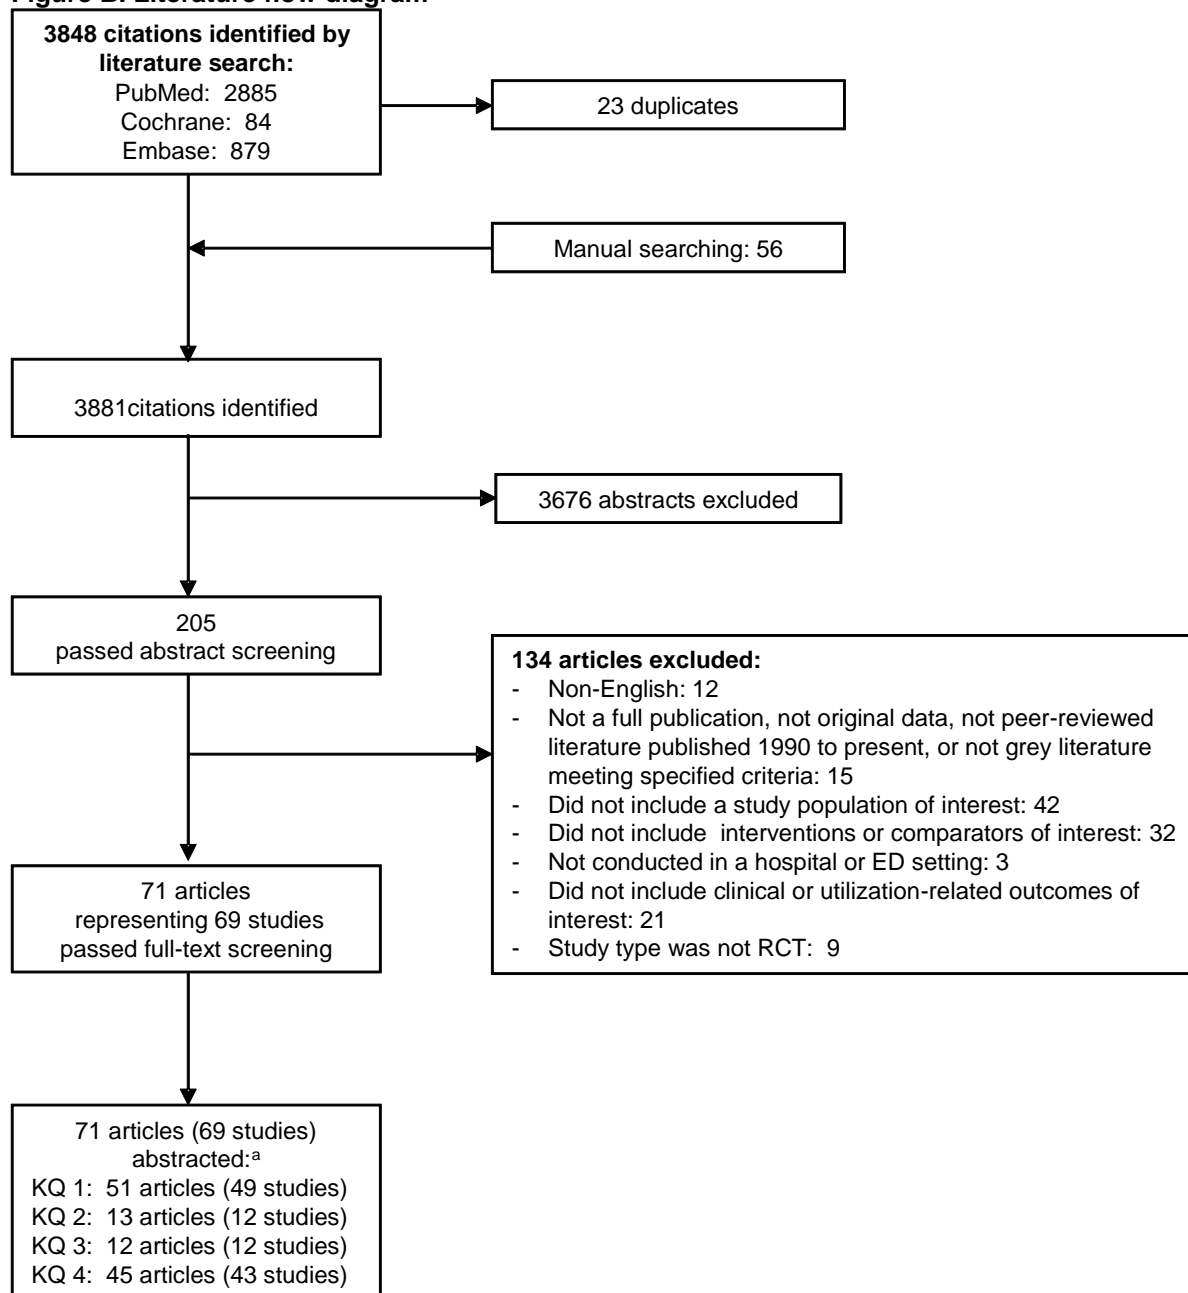 Figure B. Literature flow diagram
3848 citations identified by
literature search:
PubMed:  2885
Cochrane:  84
Embase:  879
23 duplicates
Manual searching: 56
3881citations identified
3676 abstracts excluded
205
passed abstract screening
134 articles excluded:
- Non-English: 12
- Not a full publication, not original data, not peer-reviewed
literature published 1990 to present, or not grey literature
meeting specified criteria: 15
- Did not include a study population of interest: 42
- Did not include  interventions or comparators of interest: 32
- Not conducted in a hospital or ED setting: 3
- Did not include clinical or utilization-related outcomes of
interest: 21
- Study type was not RCT:  9
71 articles
representing 69 studies
passed full-text screening
71 articles (69 studies)
abstracted:ᵃ
KQ 1:  51 articles (49 studies)
KQ 2:  13 articles (12 studies)
KQ 3:  12 articles (12 studies)
KQ 4:  45 articles (43 studies)